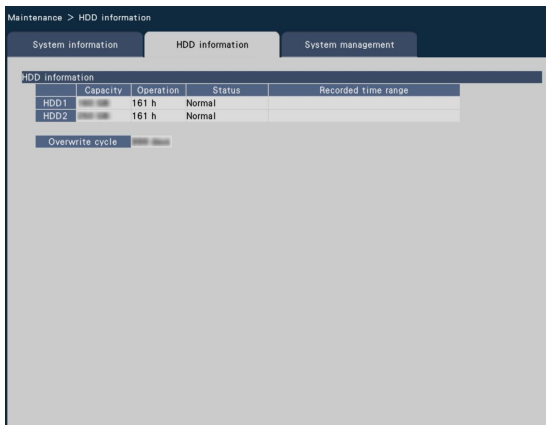 Maintenance > HDD information
System information HDD information System management
HDD information
Capacity Operation Status Recorded time range
HDD1 161 h Normal
HDD2 161 h Normal
Overwrite cycle